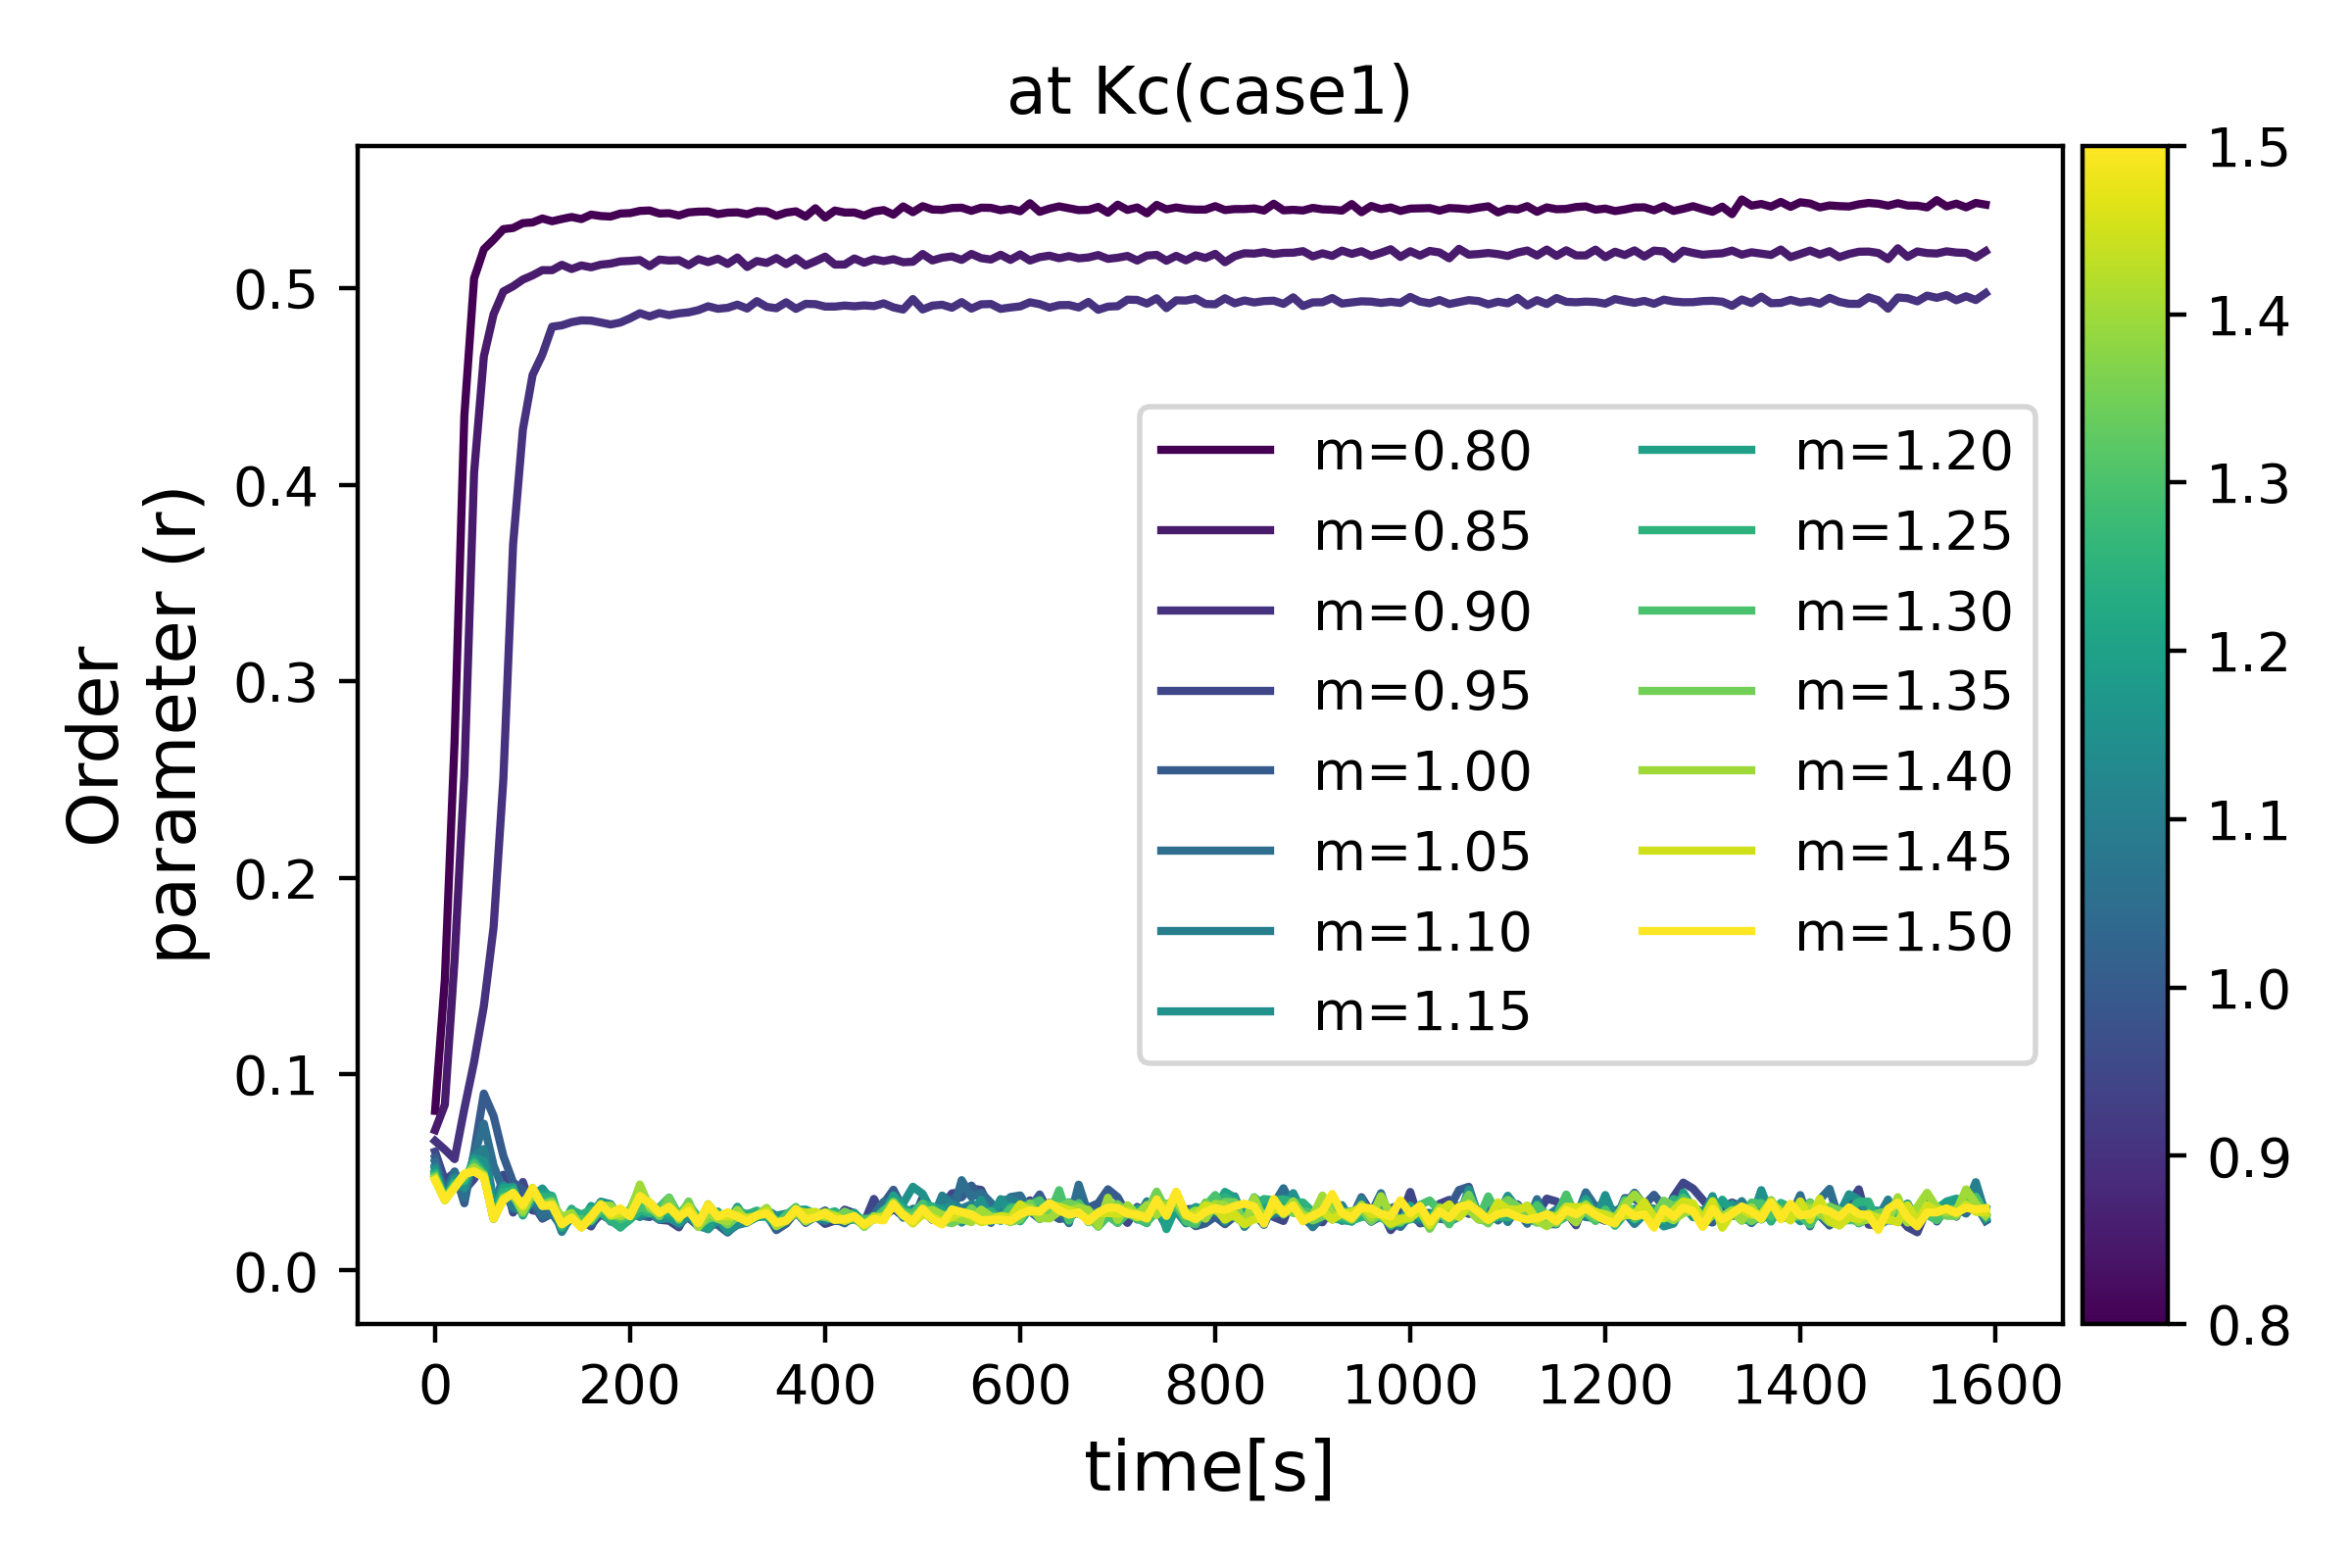 at Kc(case1)
Order
parameter (r)
0.5
0.4
0.3
0.2
0.1
0.0
m=0.80
m=0.85
m=0.90
m=0.95
m=1.00
m=1.05
m=1.10
m=1.15
m=1.20
m=1.25
m=1.30
m=1.35
m=1.40
m=1.45
m=1.50
1.5
1.4
1.3
1.2
1.1
1.0
0.9
0.8
0 200 400 600 800 1000 1200 1400 1600
time[s]